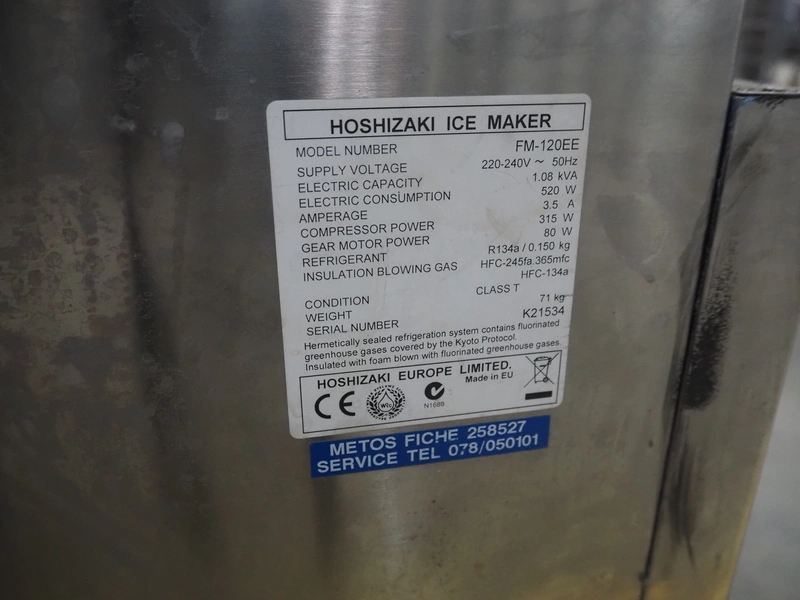 HOSHIZAKI ICE MAKER
MODEL NUMBER FM-120EE
SUPPLY VOLTAGE 220-240V ~ 50Hz
ELECTRIC CAPACITY 1.08 kVA
ELECTRIC CONSUMPTION 520 W
AMPERAGE 3.5 A
COMPRESSOR POWER 315 W
GEAR MOTOR POWER 80 W
REFRIGERANT R134a / 0.150 kg
INSULATION BLOWING GAS HFC-245fa.365mfc
HFC-134a
CONDITION CLASS T
WEIGHT 71 kg
SERIAL NUMBER K21534
Hermetically sealed refrigeration system contains fluorinated
greenhouse gases covered by the Kyoto Protocol.
Insulated with foam blown with fluorinated greenhouse gases.
HOSHIZAKI EUROPE LIMITED.
Made in EU
CE
N1688
METOS FICHE 258527
SERVICE TEL 078/050101